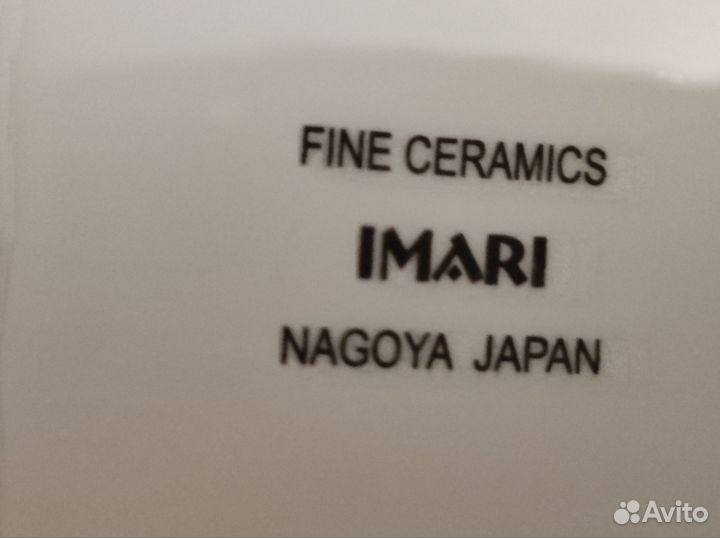 FINE CERAMICS
IMARI
NAGOYA JAPAN
Avito